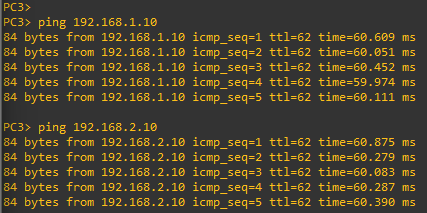 PC3>
PC3> ping 192.168.1.10
84 bytes from 192.168.1.10 icmp_seq=1 ttl=62 time=60.609 ms
84 bytes from 192.168.1.10 icmp_seq=2 ttl=62 time=60.051 ms
84 bytes from 192.168.1.10 icmp_seq=3 ttl=62 time=60.452 ms
84 bytes from 192.168.1.10 icmp_seq=4 ttl=62 time=59.974 ms
84 bytes from 192.168.1.10 icmp_seq=5 ttl=62 time=60.111 ms
PC3> ping 192.168.2.10
84 bytes from 192.168.2.10 icmp_seq=1 ttl=62 time=60.875 ms
84 bytes from 192.168.2.10 icmp_seq=2 ttl=62 time=60.279 ms
84 bytes from 192.168.2.10 icmp_seq=3 ttl=62 time=60.083 ms
84 bytes from 192.168.2.10 icmp_seq=4 ttl=62 time=60.287 ms
84 bytes from 192.168.2.10 icmp_seq=5 ttl=62 time=60.390 ms